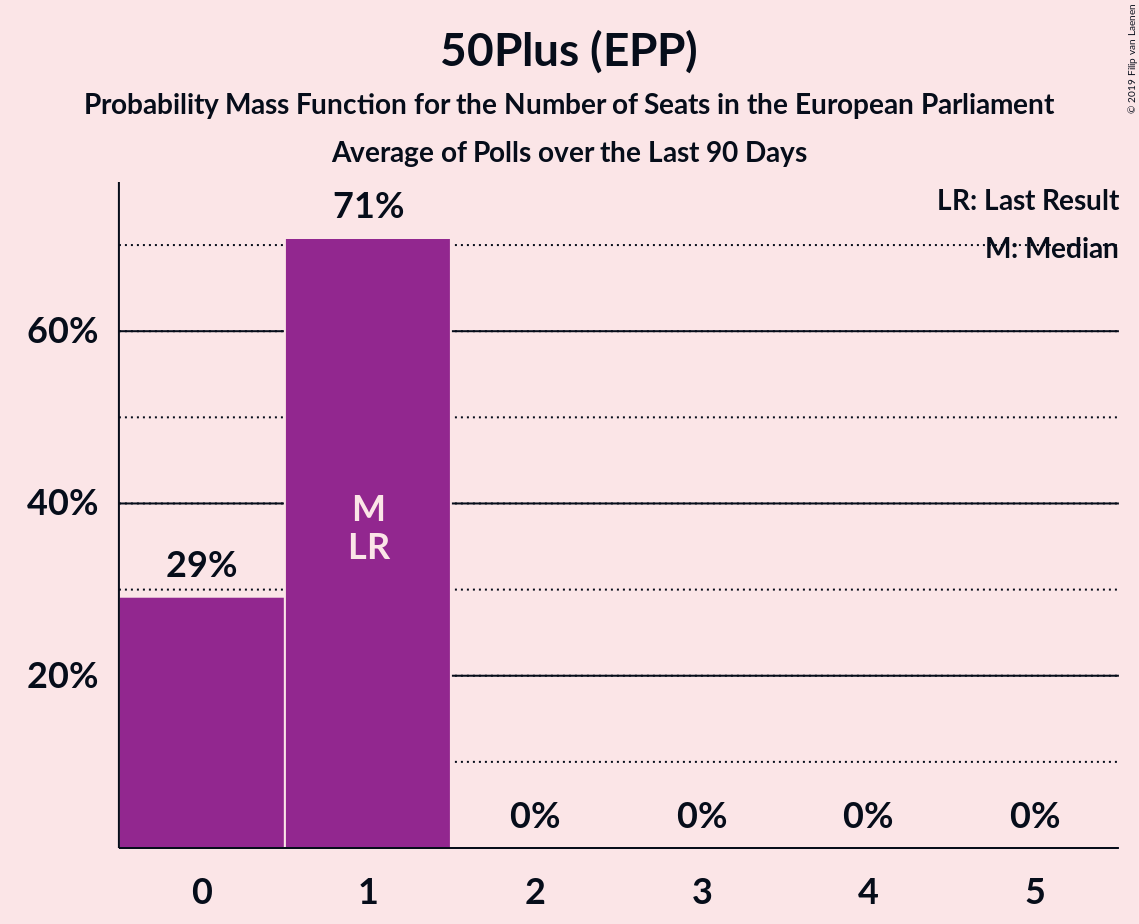 50Plus (EPP)
Probability Mass Function for the Number of Seats in the European Parliament
Average of Polls over the Last 90 Days
© 2019 Filip van Laenen
LR: Last Result
M: Median
71%
60%
40%
M
LR
29%
20%
0% 0% 0% 0%
0 1 2 3 4 5